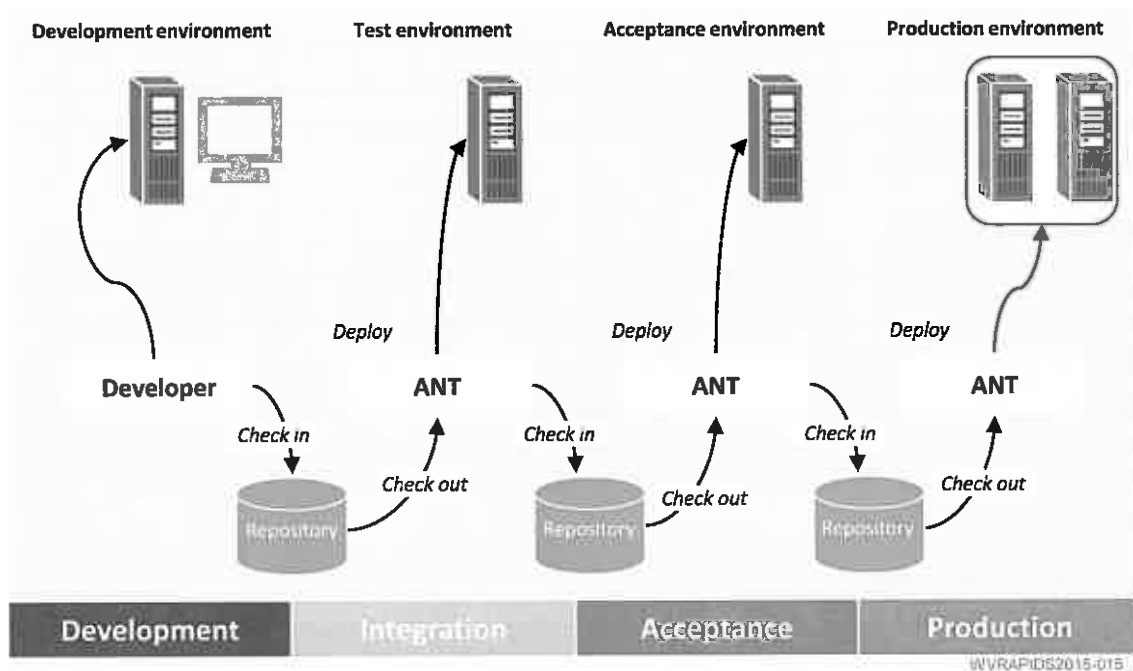 Development environment
Test environment
Acceptance environment
Production environment
Deploy
Deploy
Deploy
Developer
ANT
ANT
ANT
Check in
Check in
Check in
Check out
Check out
Check out
Repository
Repository
Repository
Development
Integration
Acceptance
Production
WVRAPIDS2015-015